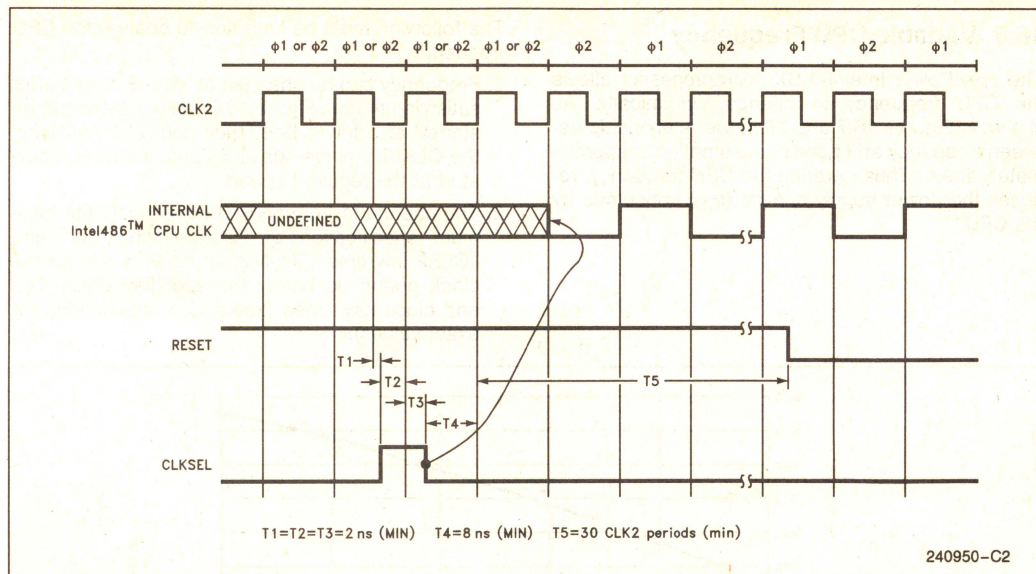 ϕ1 or ϕ2 ϕ1 or ϕ2 ϕ1 or ϕ2 ϕ1 or ϕ2 ϕ2 ϕ1 ϕ2 ϕ1 ϕ2 ϕ1
CLK2
INTERNAL
Intel486™ CPU CLK
UNDEFINED
RESET
T1
T2
T3
T4
T5
CLKSEL
T1=T2=T3=2 ns (MIN) T4=8 ns (MIN) T5=30 CLK2 periods (min)
240950-C2